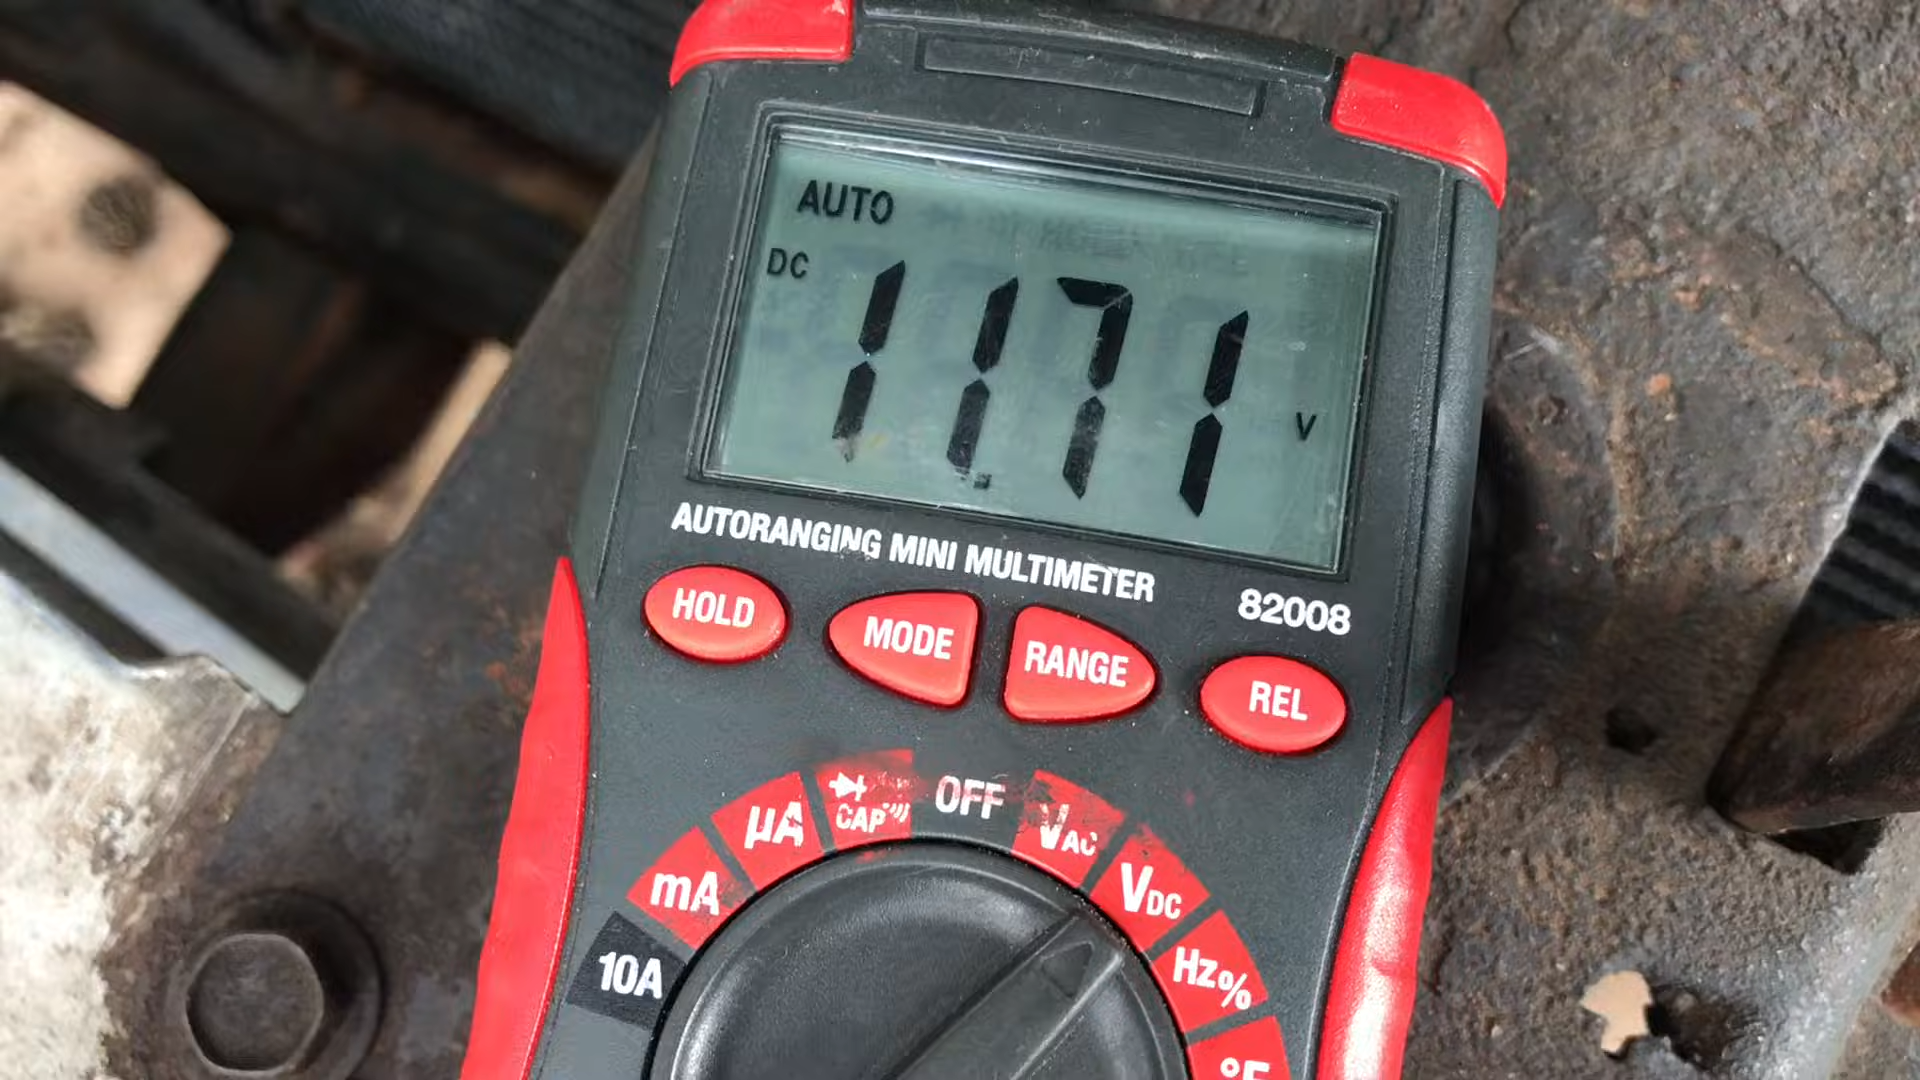 AUTO
DC
11.71 V
AUTORANGING MINI MULTIMETER
82008
HOLD
MODE
RANGE
REL
OFF
CAP
VAC
µA
VDC
mA
Hz%
10A
°F